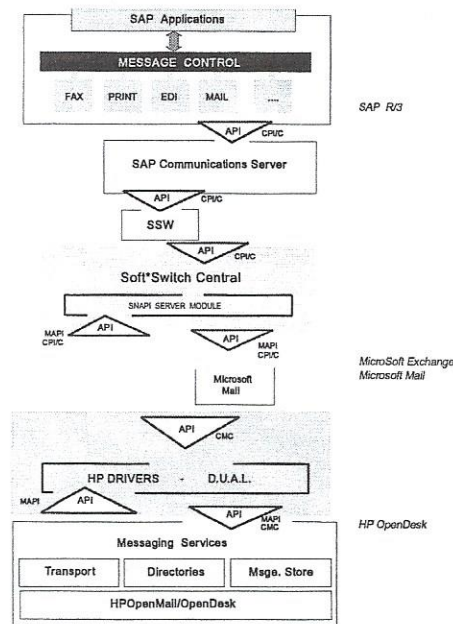 SAP Applications
MESSAGE CONTROL
FAX PRINT EDI MAIL ....
SAP R/3
API CPI/C
SAP Communications Server
API CPI/C
SSW
API CPI/C
Soft*Switch Central
SNAPI SERVER MODULE
MAPI CPI/C API
API MAPI CPI/C
MicroSoft Exchange
Microsoft Mail
Microsoft
Mail
API CMC
HP DRIVERS - D.U.A.L.
MAPI API
API MAPI CMC
HP OpenDesk
Messaging Services
Transport Directories Msge. Store
HPOpenMail/OpenDesk